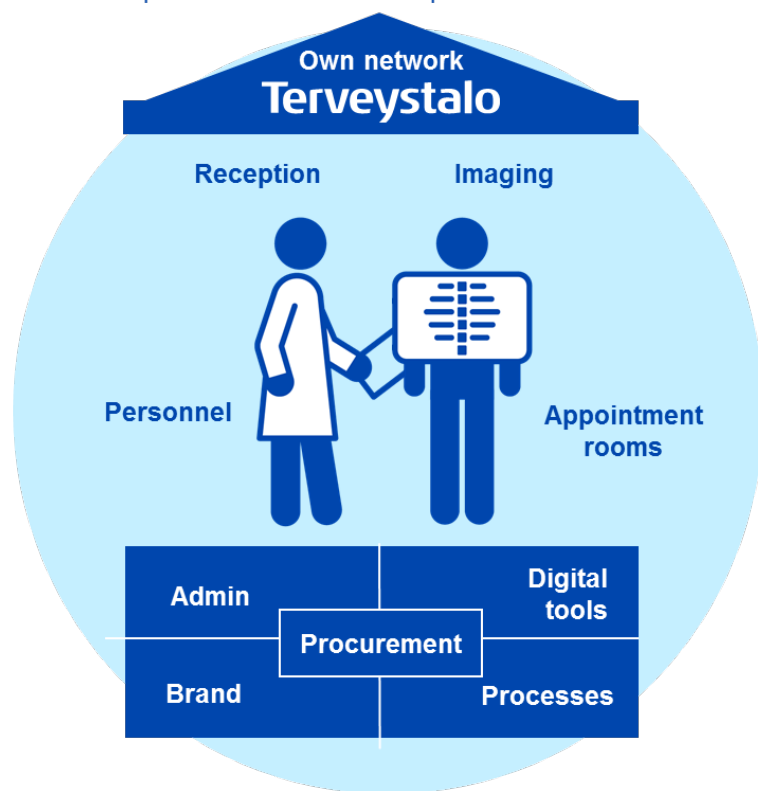 Own network
Terveystalo
Reception
Imaging
Personnel
Appointment
rooms
Admin
Digital
tools
Procurement
Brand
Processes